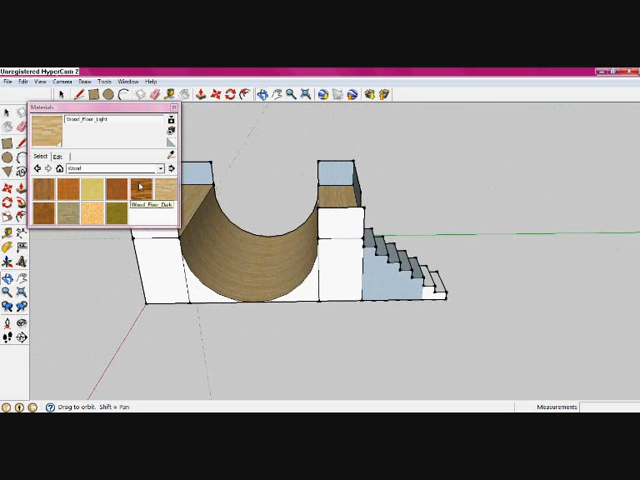 Unregistered HyperCam 2
File Edit View Camera Draw Tools Window Help
Materials
Wood_Floor_Light
Select Edit
Wood
Wood_Floor_Dark
Drag to orbit. Shift = Pan
Measurements